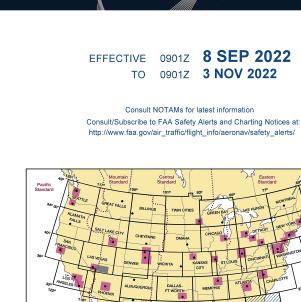 EFFECTIVE 0901Z 8 SEP 2022
TO 0901Z 3 NOV 2022
Consult NOTAMs for latest information
Consult/Subscribe to FAA Safety Alerts and Charting Notices at:
http://www.faa.gov/air_traffic/flight_info/aeronav/safety_alerts/
Pacific Standard
Mountain Standard
Central Standard
Eastern Standard
SEATTLE
GREAT FALLS
BILLINGS
TWIN CITIES
GREEN BAY
LAKE HURON
MONTREAL
KLAMATH FALLS
SALT LAKE CITY
CHEYENNE
OMAHA
CHICAGO
DETROIT
SAN FRANCISCO
LAS VEGAS
DENVER
WICHITA
KANSAS CITY
ST LOUIS
CINCINNATI
WASHINGTON
LOS ANGELES
PHOENIX
ALBUQUERQUE
DALLAS-FT WORTH
MEMPHIS
ATLANTA
CHARLOTTE